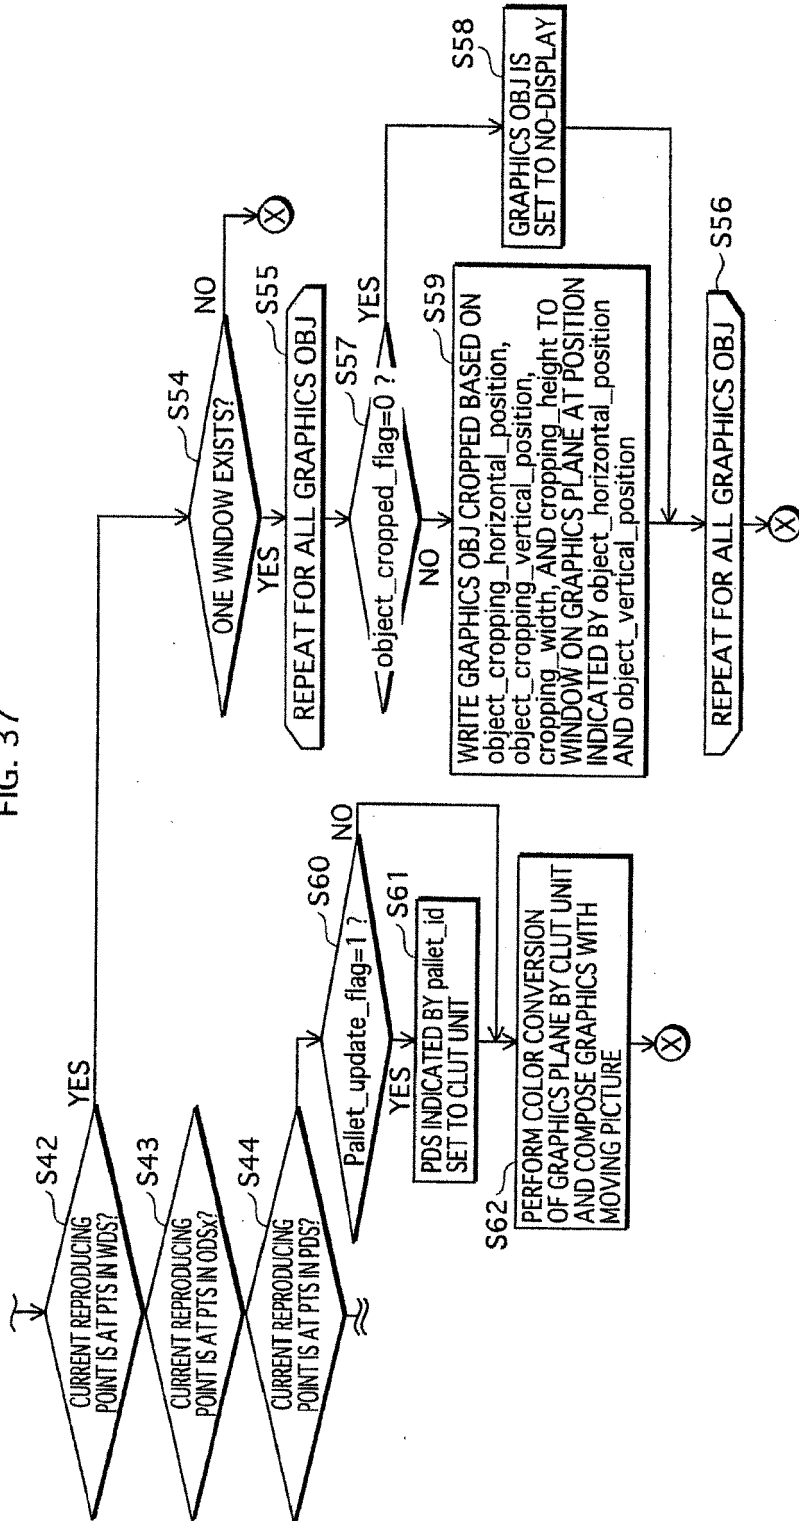 FIG. 37
S42
CURRENT REPRODUCING
POINT IS AT PTS IN WDS?
YES
S43
CURRENT REPRODUCING
POINT IS AT PTS IN ODSx?
S44
CURRENT REPRODUCING
POINT IS AT PTS IN PDS?
S60
Pallet_update_flag=1 ?
NO
YES
S61
PDS INDICATED BY pallet_id
SET TO CLUT UNIT
S62
PERFORM COLOR CONVERSION
OF GRAPHICS PLANE BY CLUT UNIT
AND COMPOSE GRAPHICS WITH
MOVING PICTURE
X
S54
ONE WINDOW EXISTS?
NO
X
YES
S55
REPEAT FOR ALL GRAPHICS OBJ
S57
object_cropped_flag=0 ?
YES
NO
S58
GRAPHICS OBJ IS
SET TO NO-DISPLAY
S59
WRITE GRAPHICS OBJ CROPPED BASED ON
object_cropping_horizontal_position,
object_cropping_vertical_position,
cropping_width, AND cropping_height TO
WINDOW ON GRAPHICS PLANE AT POSITION
INDICATED BY object_horizontal_position
AND object_vertical_position
S56
REPEAT FOR ALL GRAPHICS OBJ
X